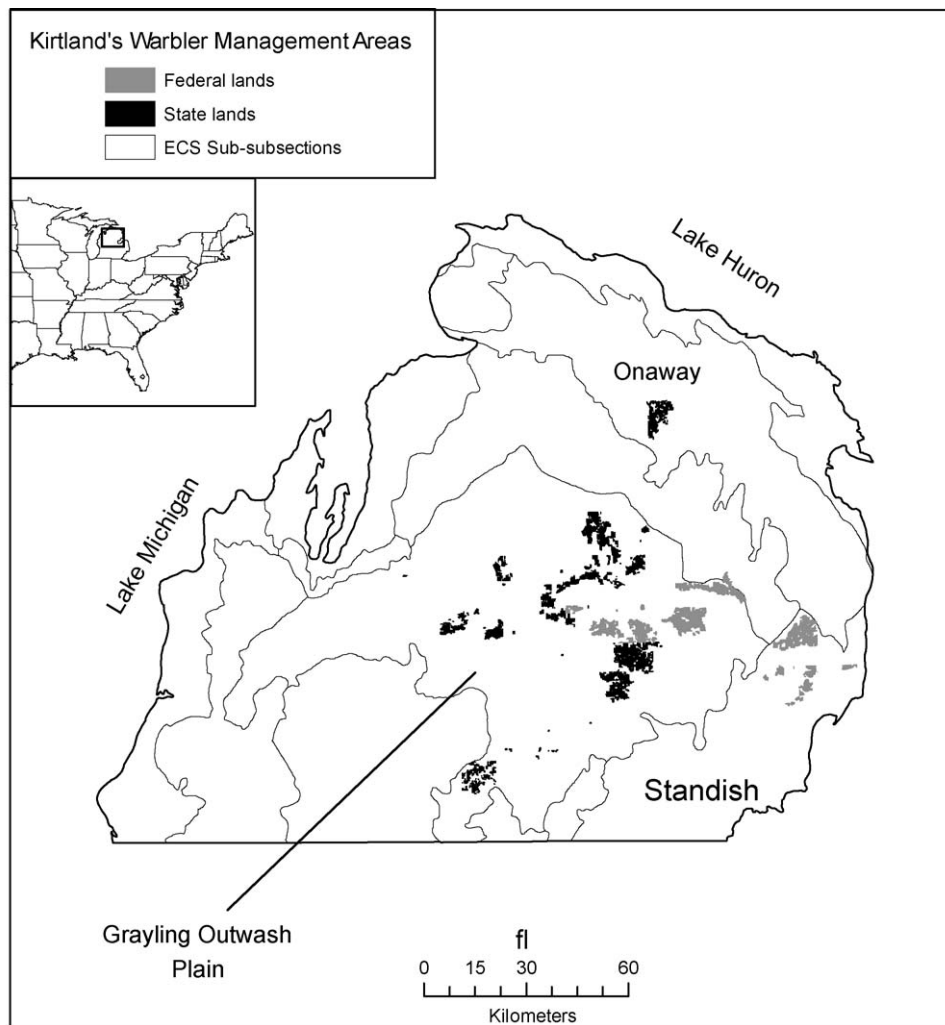 Kirtland's Warbler Management Areas
Federal lands
State lands
ECS Sub-subsections
Lake Huron
Onaway
Lake Michigan
Standish
Grayling Outwash
Plain
fl
0 15 30 60
Kilometers